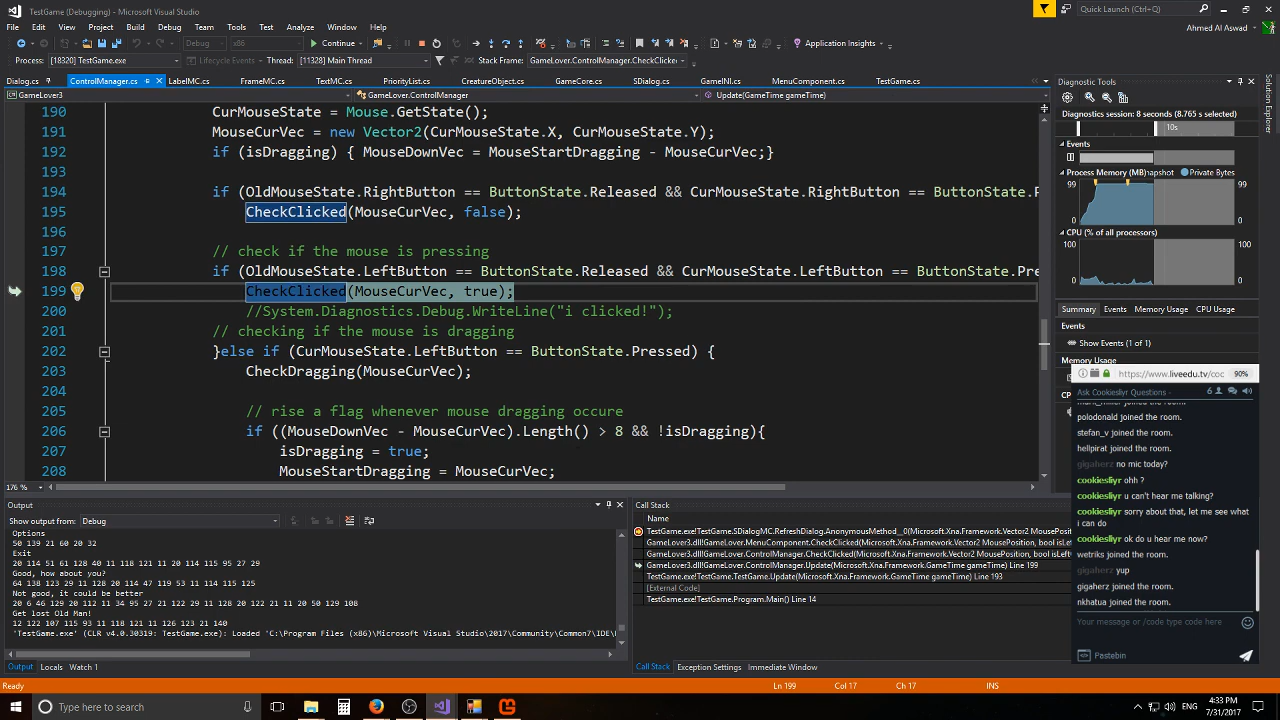 TestGame (Debugging) - Microsoft Visual Studio
Quick Launch (Ctrl+Q)
File Edit View Project Build Debug Team Tools Test Analyze Window Help
Ahmed Al Aswad
Debug x86 Continue Application Insights
Process: [18320] TestGame.exe Lifecycle Events Thread: [11328] Main Thread Stack Frame: GameLover.ControlManager.CheckClicked
Dialog.cs ControlManager.cs LabelMC.cs FrameMC.cs TextMC.cs PriorityList.cs CreatureObject.cs GameCore.cs SDialog.cs GameINI.cs MenuComponent.cs TestGame.cs
GameLover3 GameLover.ControlManager Update(GameTime gameTime)
190 CurMouseState = Mouse.GetState();
191 MouseCurVec = new Vector2(CurMouseState.X, CurMouseState.Y);
192 if (isDragging) { MouseDownVec = MouseStartDragging - MouseCurVec;}
193
194 if (OldMouseState.RightButton == ButtonState.Released && CurMouseState.RightButton == ButtonState.P
195 CheckClicked(MouseCurVec, false);
196
197 // check if the mouse is pressing
198 if (OldMouseState.LeftButton == ButtonState.Released && CurMouseState.LeftButton == ButtonState.Pre
199 CheckClicked(MouseCurVec, true);
200 //System.Diagnostics.Debug.WriteLine("i clicked!");
201 // checking if the mouse is dragging
202 }else if (CurMouseState.LeftButton == ButtonState.Pressed) {
203 CheckDragging(MouseCurVec);
204
205 // rise a flag whenever mouse dragging occure
206 if ((MouseDownVec - MouseCurVec).Length() > 8 && !isDragging){
207 isDragging = true;
208 MouseStartDragging = MouseCurVec;
176 %
Diagnostic Tools
Diagnostics session: 8 seconds (8.765 s selected)
10s
Events
Process Memory (MB) napshot Private Bytes
99 99
0 0
CPU (% of all processors)
100 100
0 0
Summary Events Memory Usage CPU Usage
Events
Show Events (1 of 1)
Memory Usage
Solution Explorer
https://www.liveedu.tv/coc 90%
Ask Cookiesliyr Questions - 6
mark_miller joined the room.
polodonald joined the room.
stefan_v joined the room.
hellpirat joined the room.
gigaherz no mic today?
cookiesliyr ohh ?
cookiesliyr u can't hear me talking?
cookiesliyr sorry about that, let me see what
i can do
cookiesliyr ok do u hear me now?
wetriks joined the room.
gigaherz yup
gigaherz joined the room.
nkhatua joined the room.
Your message or /code type code here
Pastebin
Output
Show output from: Debug
Options
50 139 21 60 20 32
Exit
20 114 51 61 128 40 11 118 121 11 20 114 115 95 27 29
Good, how about you?
64 138 123 29 11 128 20 114 47 119 53 11 114 115 125
Not good, it could be better
20 6 46 129 20 112 11 34 95 27 21 122 29 11 128 20 122 21 11 20 50 129 108
Get lost Old Man!
12 122 107 115 93 17 118 121 11 126 123 21 140
'TestGame.exe' (CLR v4.0.30319: TestGame.exe): Loaded 'C:\Program Files (x86)\Microsoft Visual Studio\2017\Community\Common7\IDE\
Output Locals Watch 1
Call Stack
Name
TestGame.exe!TestGame.SDialogMC.RefreshDialog.AnonymousMethod__0(Microsoft.Xna.Framework.Vector2 MousePosit
GameLover3.dll!GameLover.MenuComponent.CheckClicked(Microsoft.Xna.Framework.Vector2 MousePosition, bool isLeft
GameLover3.dll!GameLover.ControlManager.CheckClicked(Microsoft.Xna.Framework.Vector2 MousePosition, bool isLeft
GameLover3.dll!GameLover.ControlManager.Update(Microsoft.Xna.Framework.GameTime gameTime) Line 199
TestGame.exe!TestGame.TestGame.Update(Microsoft.Xna.Framework.GameTime gameTime) Line 193
[External Code]
TestGame.exe!TestGame.Program.Main() Line 14
Call Stack Exception Settings Immediate Window
Ready Ln 199 Col 17 Ch 17 INS
Type here to search
ENG
4:33 PM
7/31/2017